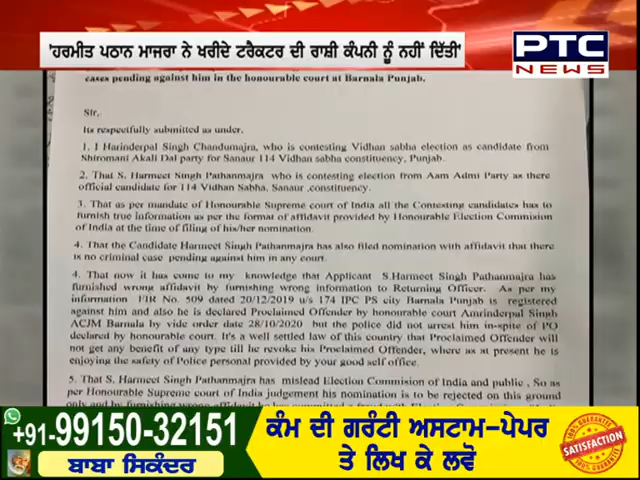 'ਹਰਮੀਤ ਪਠਾਨ ਮਾਜਰਾ ਨੇ ਖਰੀਦੇ ਟਰੈਕਟਰ ਦੀ ਰਾਸ਼ੀ ਕੰਪਨੀ ਨੂੰ ਨਹੀਂ ਦਿੱਤੀ'
PTC
NEWS
cases pending against him in the honourable court at Barnala Punjab.
Sir,
Its respectfully submitted as under.
1. I Harinderpal Singh Chandumajra, who is contesting Vidhan sabha election as candidate from
Shiromani Akali Dal party for Sanaur 114 Vidhan sabha constituency, Punjab.
2. That S. Harmeet Singh Pathanmajra who is contesting election from Aam Admi Party as there
official candidate for 114 Vidhan Sabha, Sanaur ,constituency.
3. That as per mandate of Honourable Supreme court of India all the Contesting candidates has to
furnish true information as per the format of affidavit provided by Honourable Election Commision
of India at the time of filing of his/her nomination.
4. That the Candidate Harmeet Singh Pathanmajra has also filed nomination with affidavit that there
is no criminal case pending against him in any court.
4. That now it has come to my knowledge that Applicant S.Harmeet Singh Pathanmajra has
furnished wrong affidavit by furnishing wrong information to Returning Officer. As per my
information FIR No. 509 dated 20/12/2019 u/s 174 IPC PS city Barnala Punjab is registered
against him and also he is declared Proclaimed Offender by honourable court Amrinderpal Singh
ACJM Barnala by vide order date 28/10/2020 but the police did not arrest him in-spite of PO
declared by honourable court. It's a well settled law of this country that Proclaimed Offender will
not get any benefit of any type till he revoke his Proclaimed Offender, where as at present he is
enjoying the safety of Police personal provided by your good self office.
5. That S. Harmeet Singh Pathanmajra has mislead Election Commission of India and public , So as
per Honourable Supreme court of India judgement his nomination is to be rejected on this ground
only and by furnishing wrong
+91-99150-32151
ਬਾਬਾ ਸਿਕੰਦਰ
ਕੰਮ ਦੀ ਗਰੰਟੀ ਅਸਟਾਮ-ਪੇਪਰ
ਤੇ ਲਿਖ ਕੇ ਲਵੋ
SATISFACTION